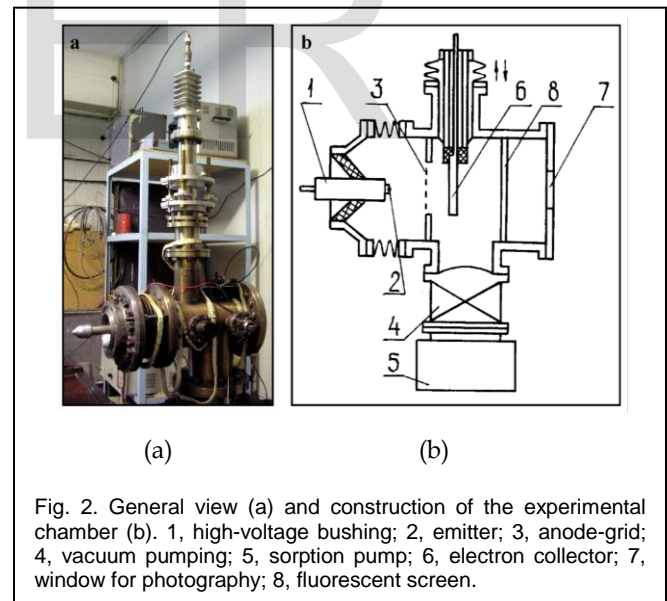 ER
a
b
1
3
6
8
7
2
4
5
(a) (b)
Fig. 2. General view (a) and construction of the experimental
chamber (b). 1, high-voltage bushing; 2, emitter; 3, anode-grid;
4, vacuum pumping; 5, sorption pump; 6, electron collector; 7,
window for photography; 8, fluorescent screen.